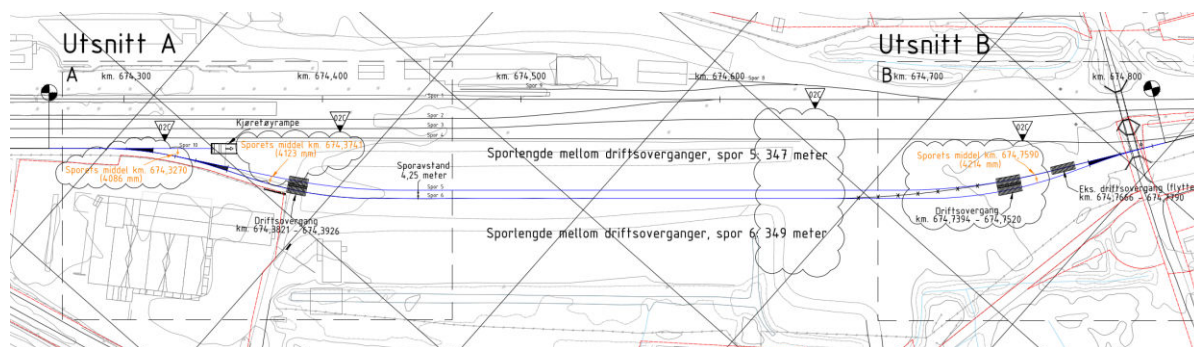 Utsnitt A
A
km. 674,300
km. 674,400
km. 674,500
km. 674,600
Spor 8
Spor 9
Spor 1
Spor 2
Spor 3
Spor 4
02C
02C
02C
Kjøretøyrampe
Spor 10
Sporets middel km. 674,3741
(4123 mm)
Sporets middel km. 674,3270
(4086 mm)
Driftsovergang
km. 674,3821 - 674,3926
Sporavstand
4,25 meter
Spor 5
Spor 6
Sporlengde mellom driftsoverganger, spor 5: 347 meter
Sporlengde mellom driftsoverganger, spor 6: 349 meter
Utsnitt B
B
km. 674,700
km. 674,800
02C
Sporets middel km. 674,7590
(4214 mm)
Driftsovergang
km. 674,7394 - 674,7520
Eks. driftsovergang (flytte
km. 674,7666 - 674,7790